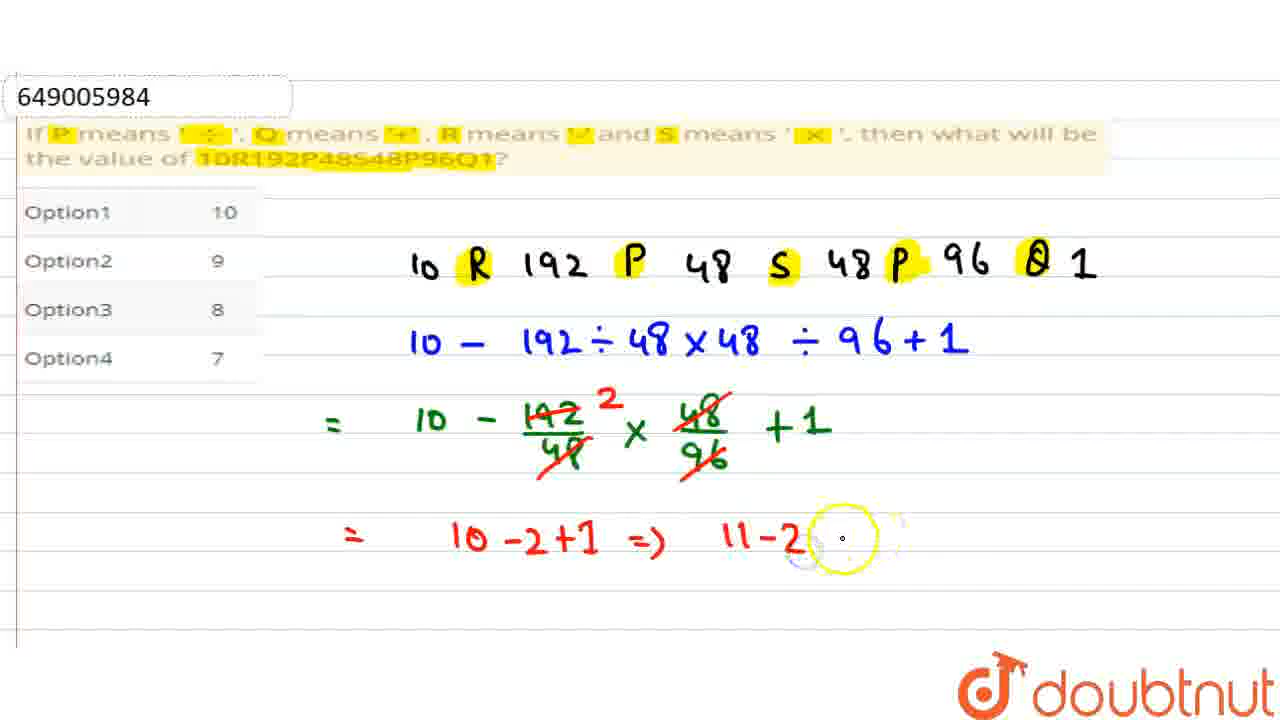 649005984
If P means ' ÷ ', Q means '+' , R means '-' and S means ' x ', then what will be
the value of 10R192P48S48P96Q1?
Option1 10
Option2 9
Option3 8
Option4 7
10 R 192 P 48 S 48 P 96 Q 1
10 - 192 ÷ 48 × 48 ÷ 96 + 1
= 10 - 192/48 2 × 48/96 + 1
= 10 - 2 + 1 => 11 - 2
doubtnut